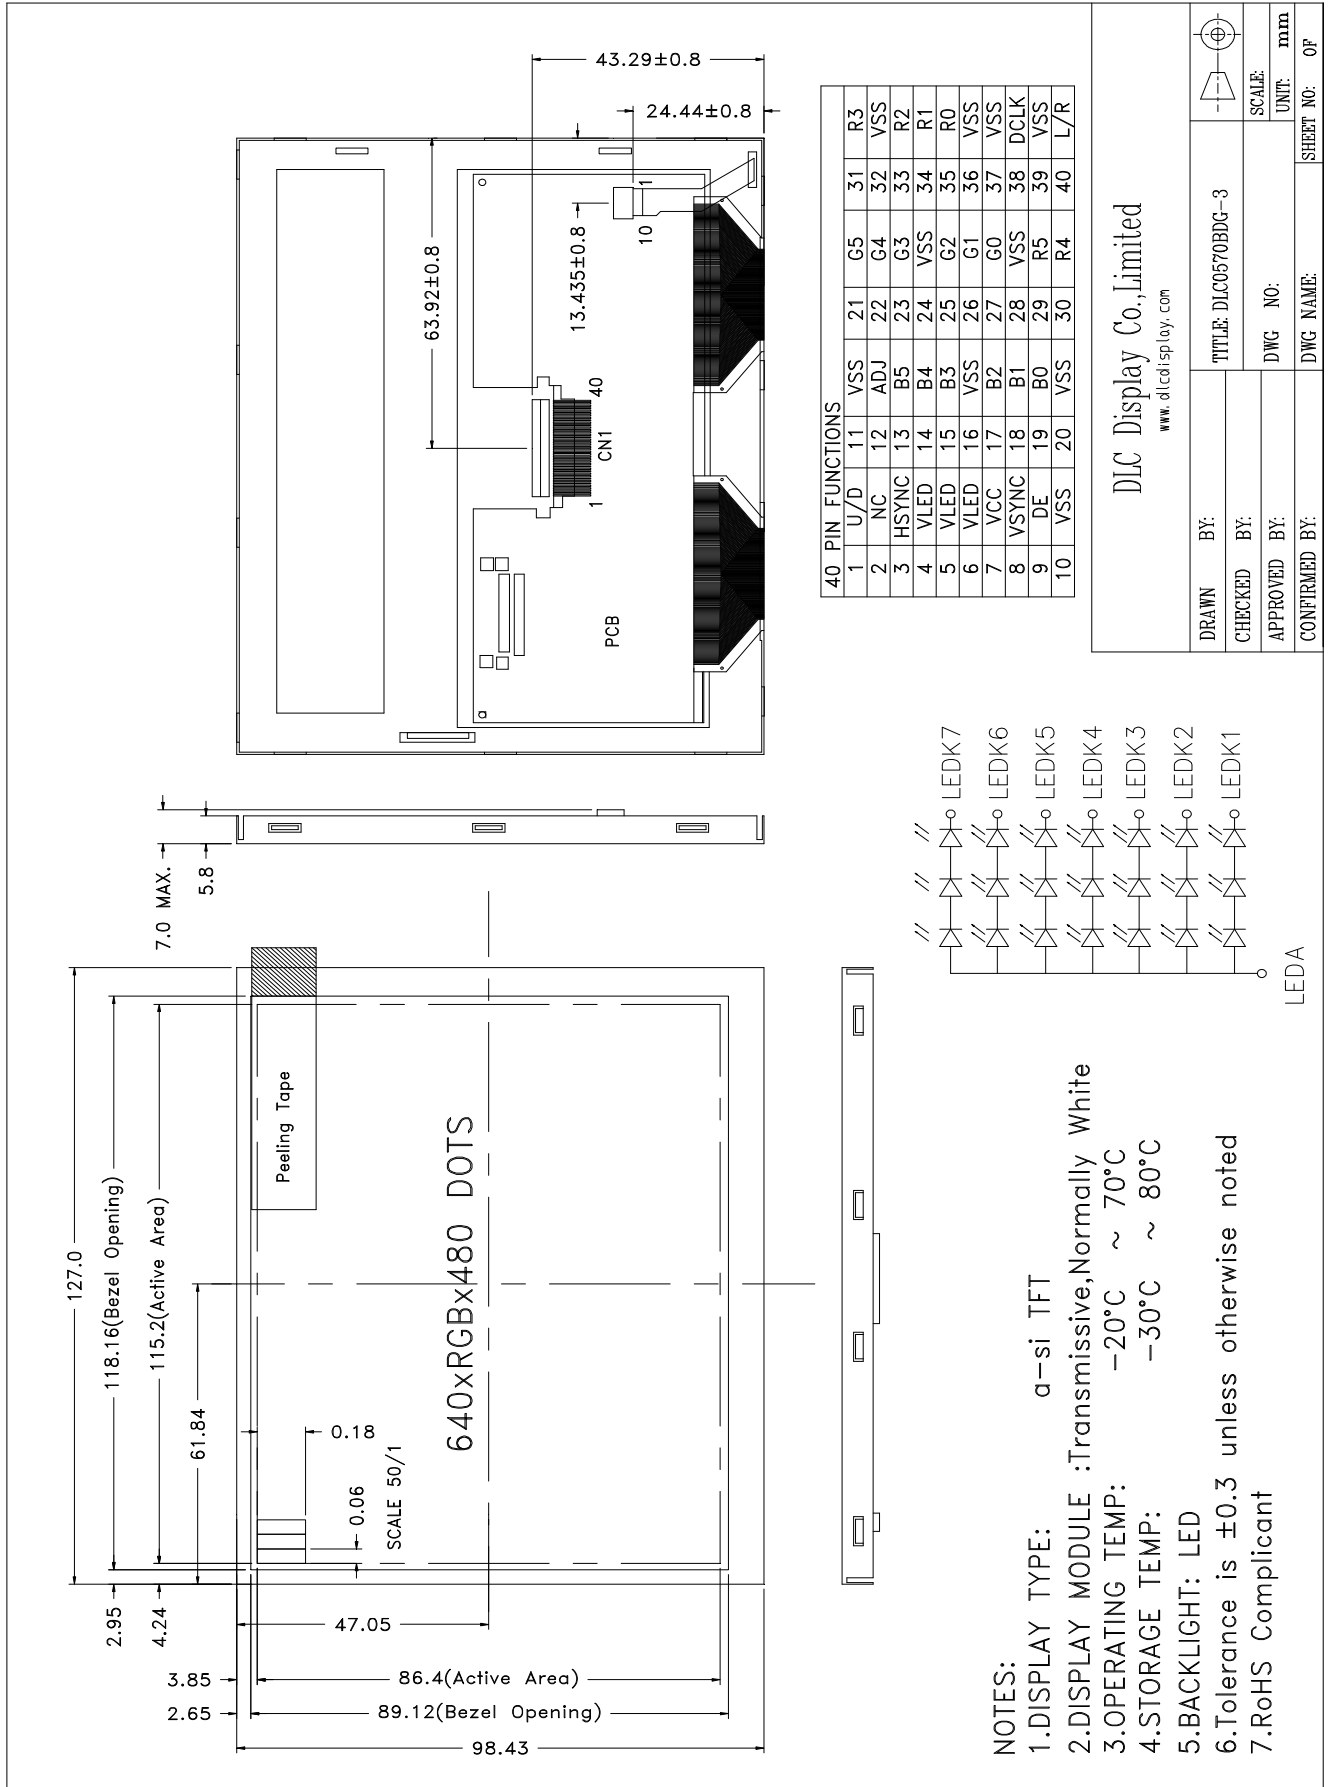 127.0
118.16(Bezel Opening)
115.2(Active Area)
61.84
2.95
4.24
3.85
2.65
47.05
86.4(Active Area)
89.12(Bezel Opening)
98.43
0.18
0.06
SCALE 50/1
Peeling Tape
640xRGBx480 DOTS
7.0 MAX.
5.8
43.29±0.8
24.44±0.8
63.92±0.8
13.435±0.8
10 1
1 CN1 40
PCB
40 PIN FUNCTIONS
1 U/D 11 VSS 21 G5 31 R3
2 NC 12 ADJ 22 G4 32 VSS
3 HSYNC 13 B5 23 G3 33 R2
4 VLED 14 B4 24 VSS 34 R1
5 VLED 15 B3 25 G2 35 R0
6 VLED 16 VSS 26 G1 36 VSS
7 VCC 17 B2 27 G0 37 VSS
8 VSYNC 18 B1 28 VSS 38 DCLK
9 DE 19 B0 29 R5 39 VSS
10 VSS 20 VSS 30 R4 40 L/R
LEDK7
LEDK6
LEDK5
LEDK4
LEDK3
LEDK2
LEDK1
LEDA
NOTES:
1.DISPLAY TYPE: a-si TFT
2.DISPLAY MODULE :Transmissive,Normally White
3.OPERATING TEMP: -20°C ~ 70°C
4.STORAGE TEMP: -30°C ~ 80°C
5.BACKLIGHT: LED
6.Tolerance is ±0.3 unless otherwise noted
7.RoHS Complicant
DLC Display Co.,Limited
www.dlcdisplay.com
DRAWN BY:
CHECKED BY:
APPROVED BY:
CONFIRMED BY:
TITLE: DLC0570BDG-3
DWG NO:
DWG NAME:
SCALE:
UNIT: mm
SHEET NO: OF